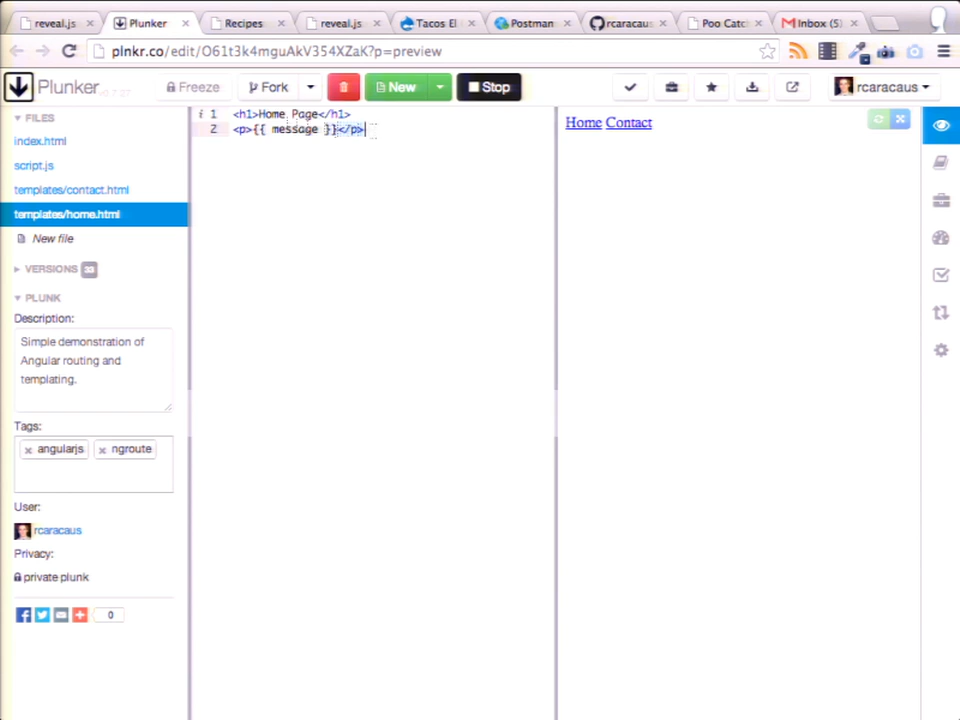 reveal.js
Plunker
Recipes
reveal.js
Tacos El
Postman
rcaracaus
Poo Catc
Inbox (5)
plnkr.co/edit/O61t3k4mguAkV354XZaK?p=preview
Plunker
Freeze
Fork
New
Stop
rcaracaus
FILES
index.html
script.js
templates/contact.html
templates/home.html
New file
VERSIONS 33
PLUNK
Description:
Simple demonstration of
Angular routing and
templating.
Tags:
angularjs
ngroute
User:
rcaracaus
Privacy:
private plunk
0
i 1 <h1>Home Page</h1>
2 <p>{{ message }}</p>
Home Contact